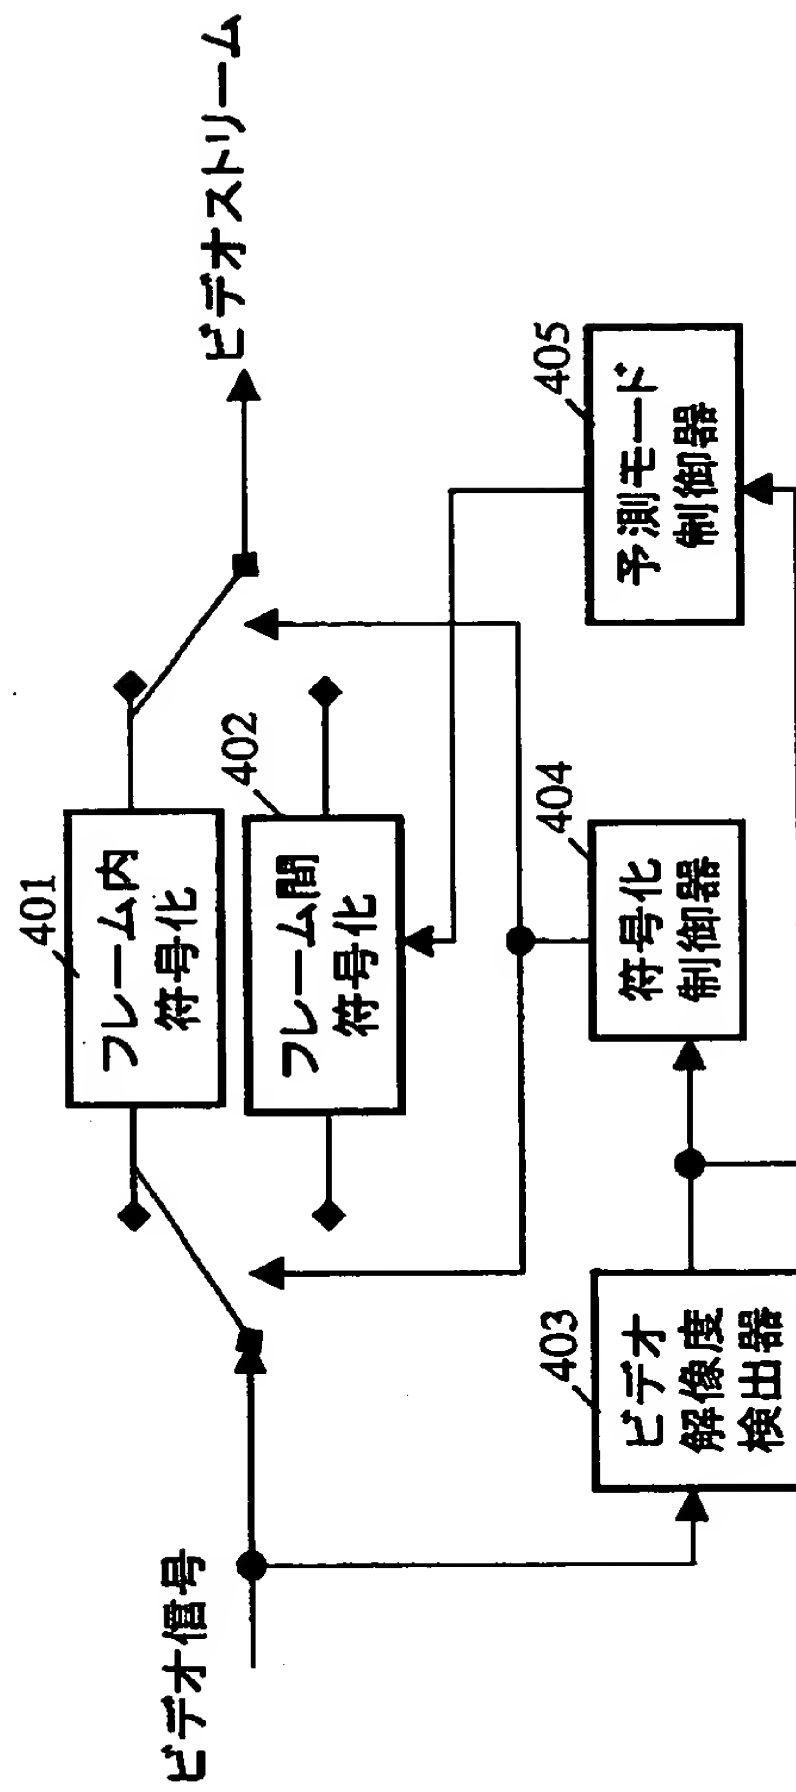 ビデオ信号
401
フレーム内
符号化
402
フレーム間
符号化
ビデオストリーム
403
ビデオ
解像度
検出器
404
符号化
制御器
405
予測モード
制御器